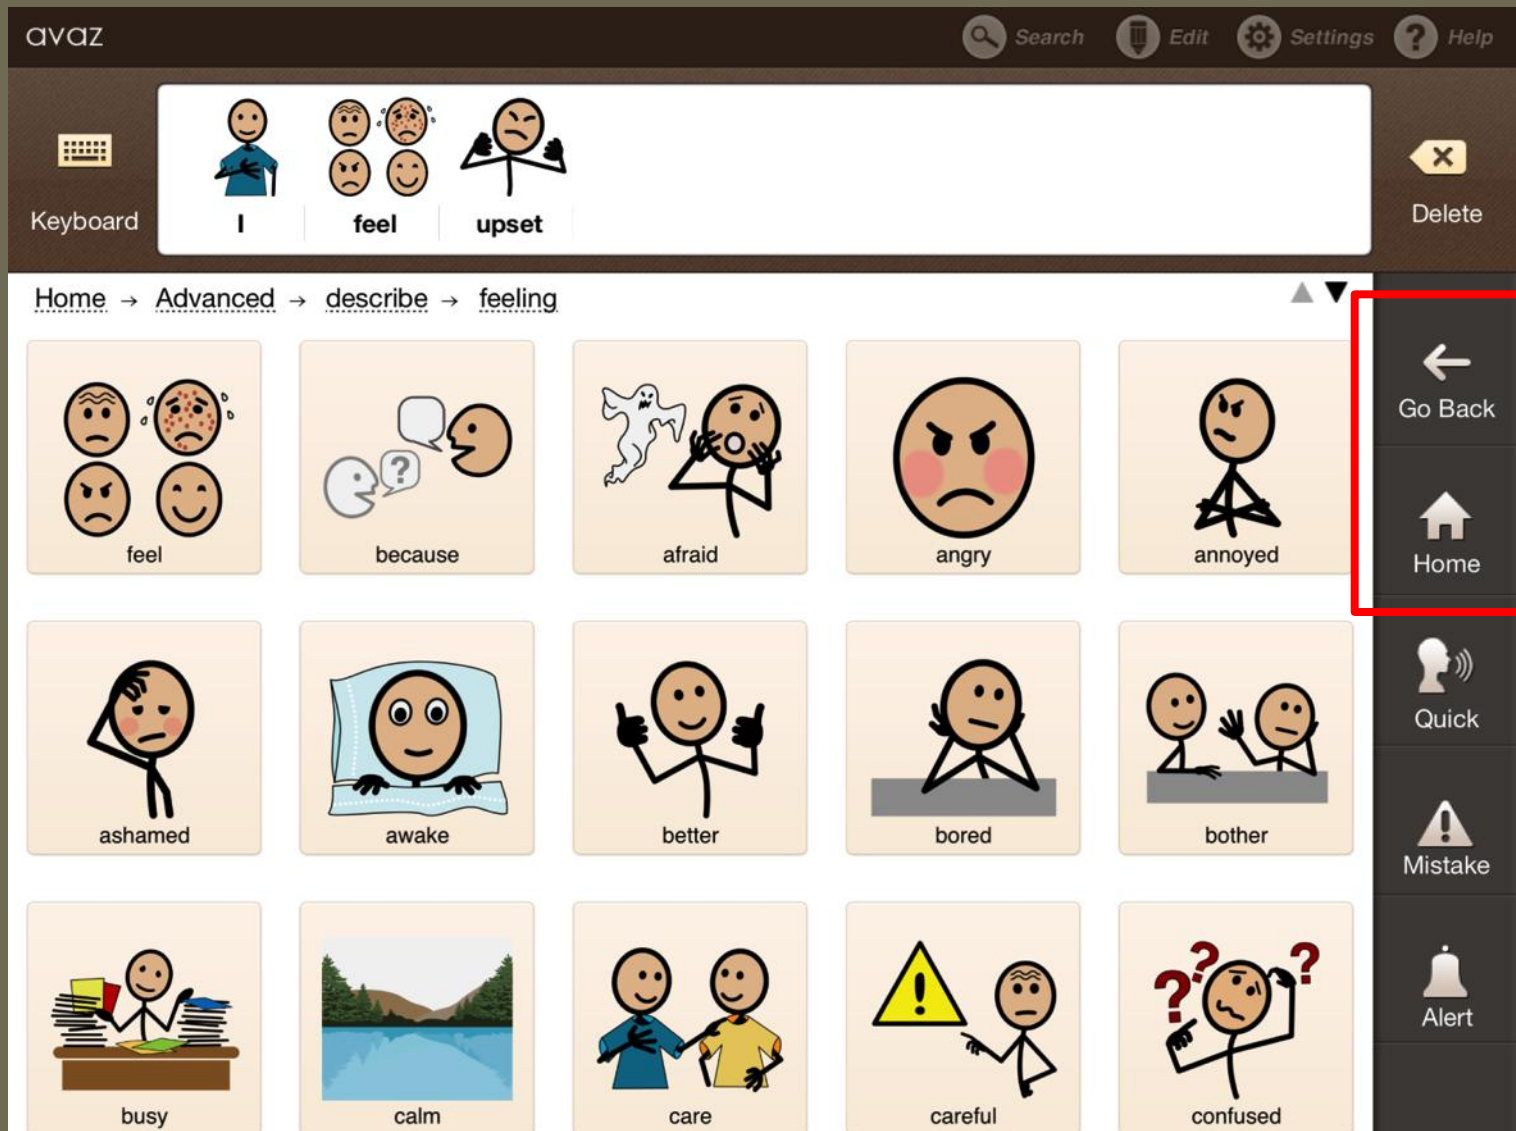 avaz
Search Edit Settings ? Help
Keyboard
I feel upset
Delete
Home → Advanced → describe → feeling
Go Back
Home
Quick
Mistake
Alert
?
feel because afraid angry annoyed
ashamed awake better bored bother
! ? ? ?
busy calm care careful confused